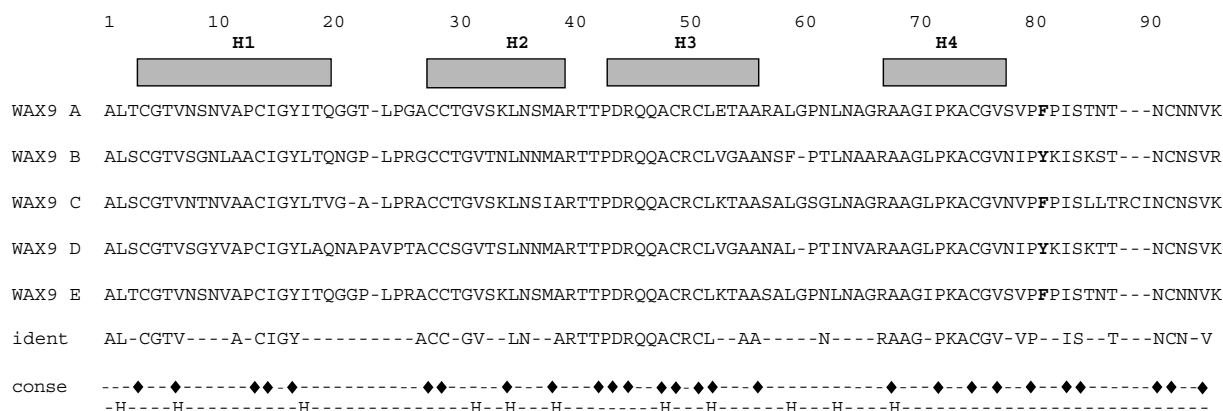 1 10 20 30 40 50 60 70 80 90
H1 H2 H3 H4
WAX9 A ALTCGTVNSNVAPCIGYITQGGT-LPGACCTGVSKLNSMARTTPDRQQACRCLETAARALGPNLNAGRAAGIPKACGVSVPFPISTNT---NCNNVK
WAX9 B ALSCGTVSGNLAACIGYLTQNGP-LPRGCCTGVTNLNNMARTTPDRQQACRCLVGAANSF-PTLNAARAAGLPKACGVNIPYKISKST---NCNSVR
WAX9 C ALSCGTVNTNVAACIGYLTVG-A-LPRACCTGVSKLNSIARTTPDRQQACRCLKTAASALGSGLNAGRAAGLPKACGVNVPFPISLLTRCINCNSVK
WAX9 D ALSCGTVSGYVAPCIGYLAQNAPAVPTACCSGVTSLNNMARTTPDRQQACRCLVGAANAL-PTINVARAAGLPKACGVNIPYKISKTT---NCNSVK
WAX9 E ALTCGTVNSNVAPCIGYITQGGP-LPRACCTGVSKLNSMARTTPDRQQACRCLKTAASALGPNLNAGRAAGIPKACGVSVPFPISTNT---NCNNVK
ident AL-CGTV----A-CIGY----------ACC-GV--LN--ARTTPDRQQACRCL--AA-----N----RAAG-PKACGV-VP--IS--T---NCN-V
conse ---♦--♦------♦♦-♦-----------♦♦----♦---♦---♦♦♦--♦♦-♦♦---♦-----------♦---♦--♦-♦--♦--♦♦------♦♦--♦
-H----H----------H--------------H--H---H---------H---H------H---H----H---------------------------